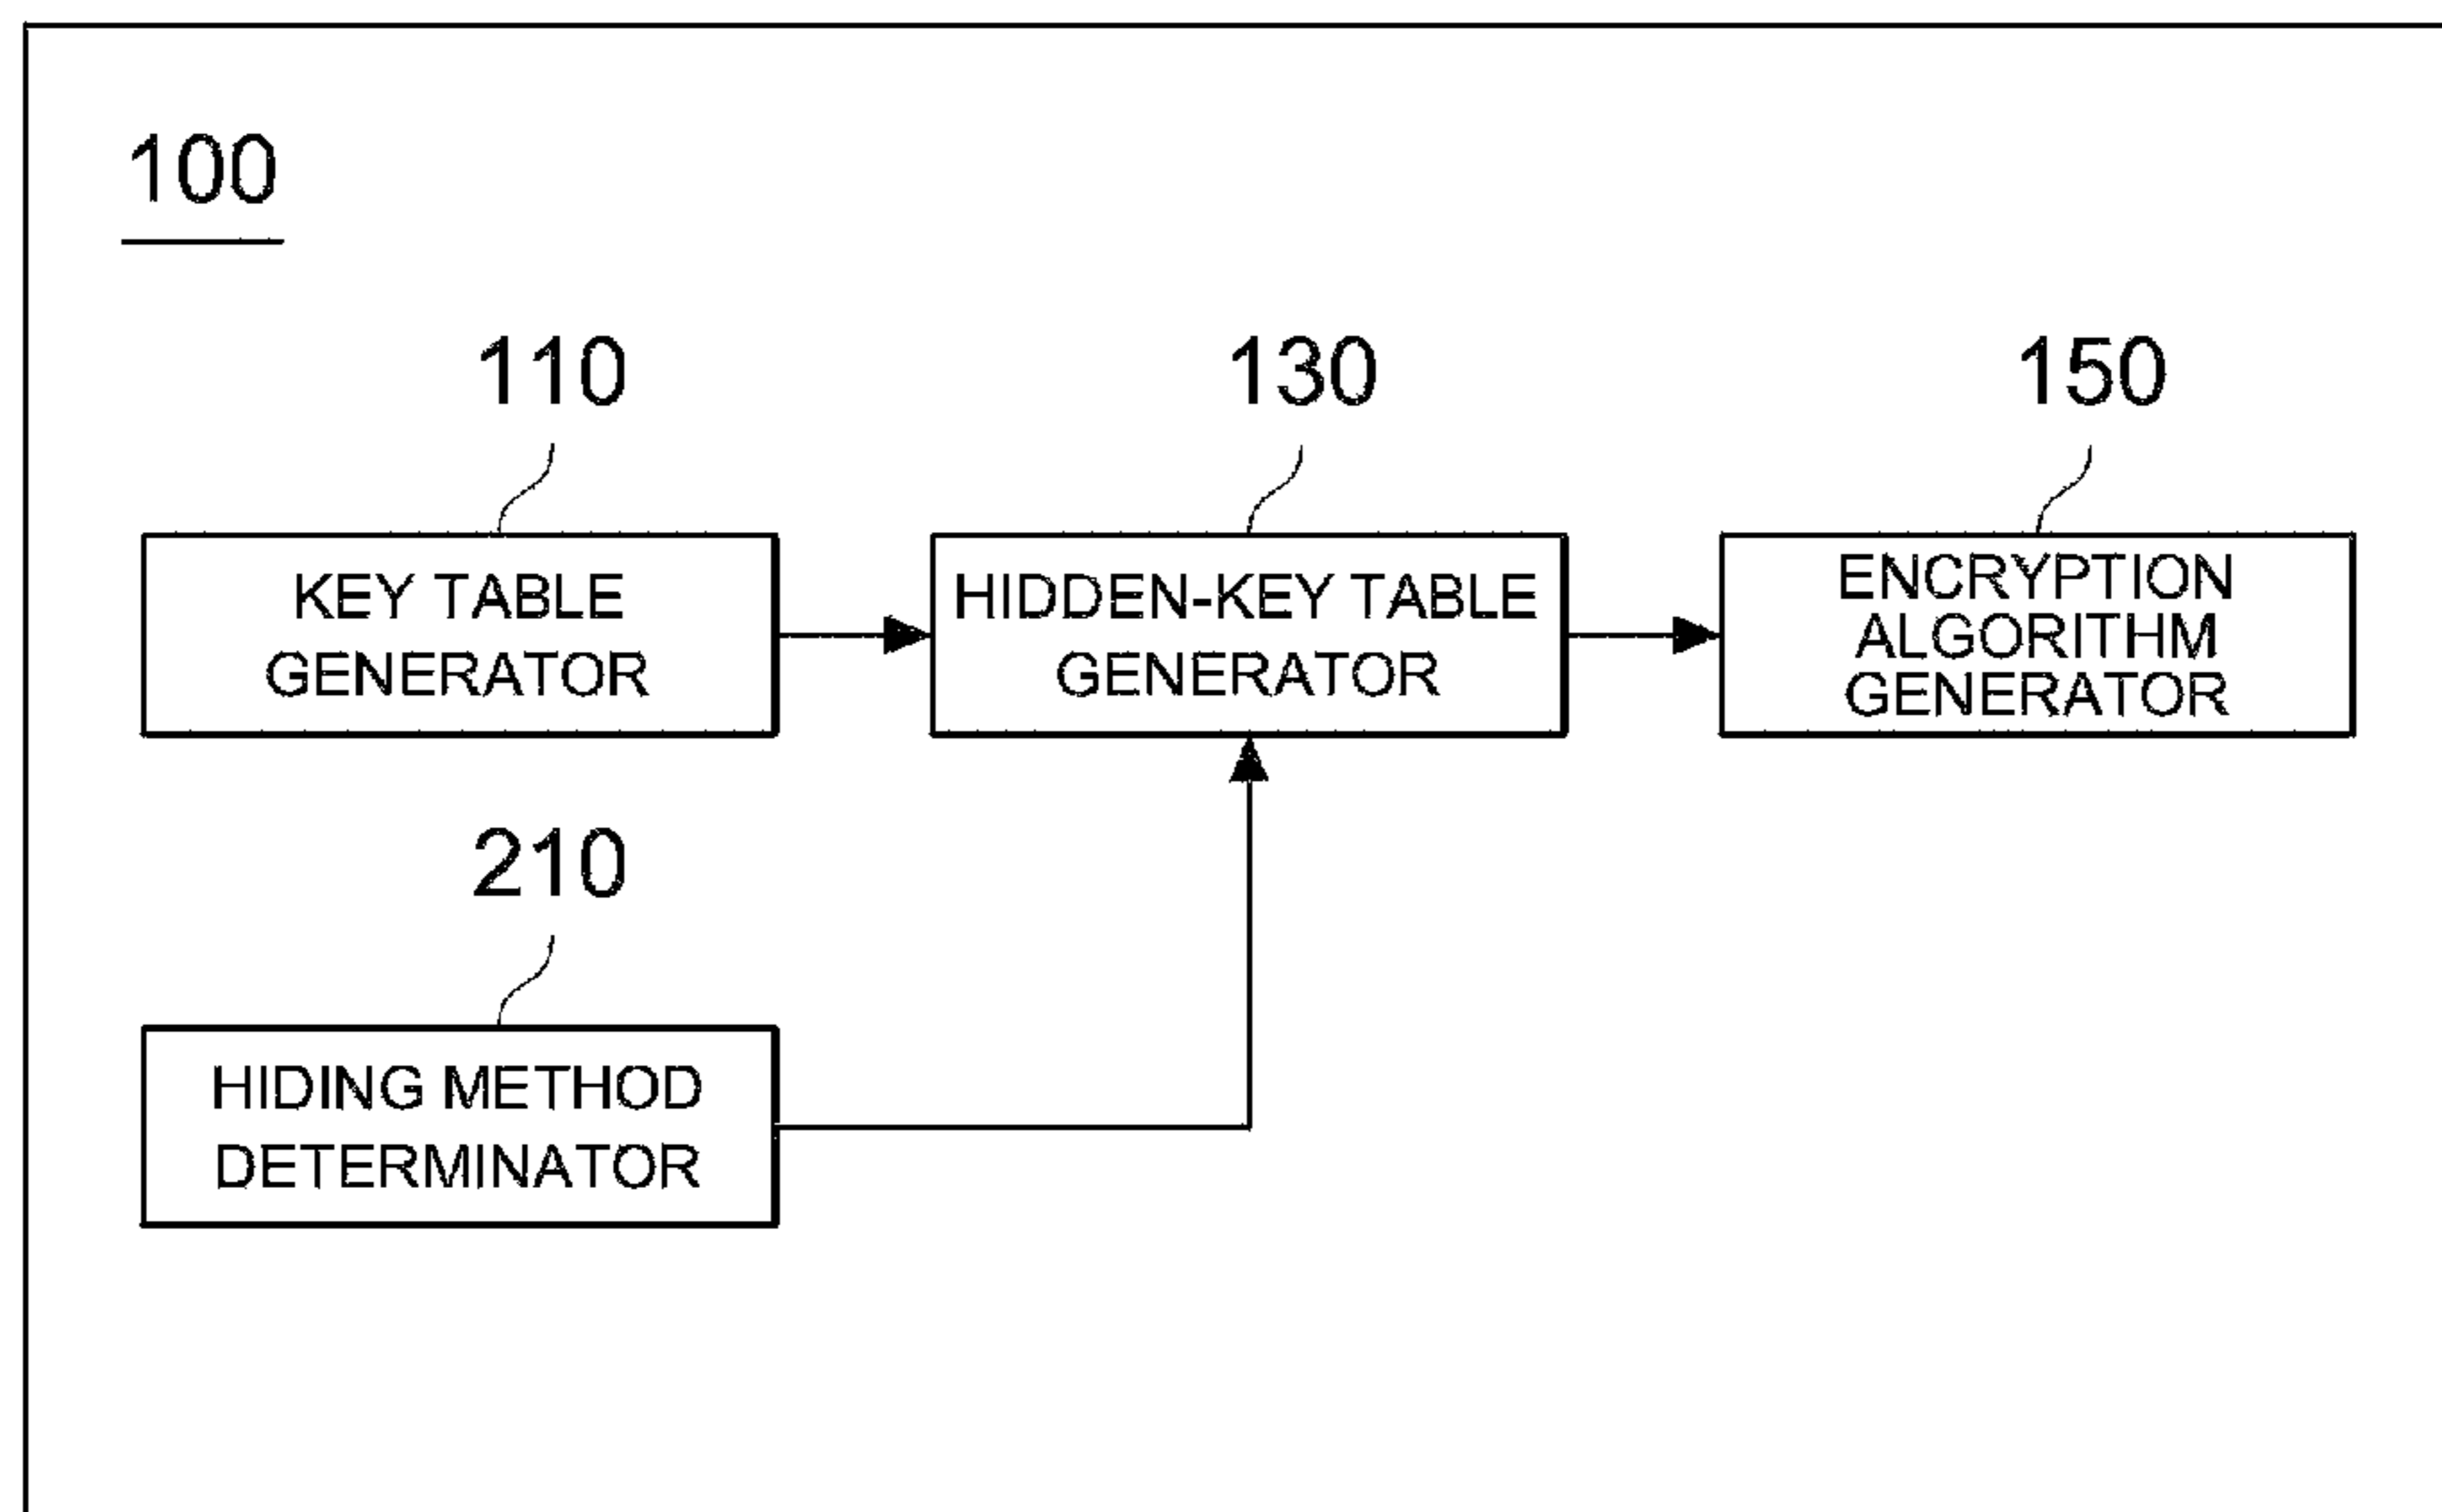 100
110
130
150
KEY TABLE
GENERATOR
HIDDEN-KEY TABLE
GENERATOR
ENCRYPTION
ALGORITHM
GENERATOR
210
HIDING METHOD
DETERMINATOR